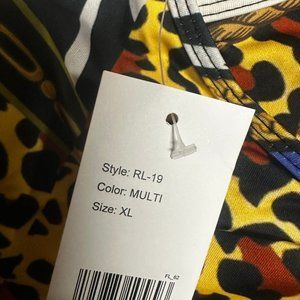 Style: RL-19
Color: MULTI
Size: XL
FL_62